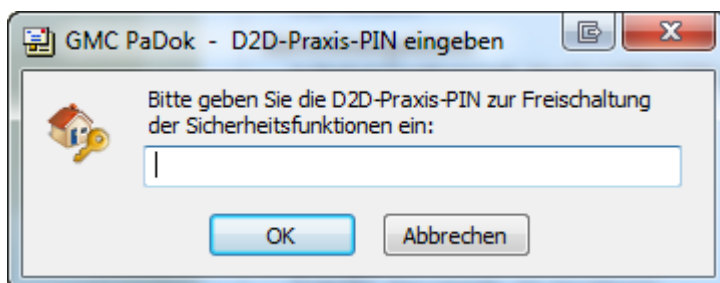 GMC PaDok - D2D-Praxis-PIN eingeben
Bitte geben Sie die D2D-Praxis-PIN zur Freischaltung
der Sicherheitsfunktionen ein:
OK
Abbrechen